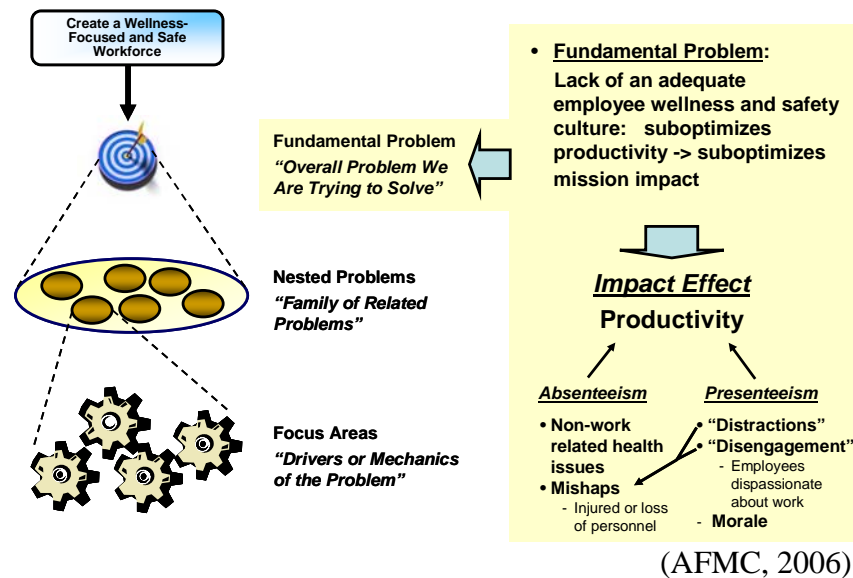 Create a Wellness-
Focused and Safe
Workforce
Fundamental Problem
“Overall Problem We
Are Trying to Solve”
Nested Problems
“Family of Related
Problems”
Focus Areas
“Drivers or Mechanics
of the Problem”
• Fundamental Problem:
Lack of an adequate
employee wellness and safety
culture: suboptimizes
productivity -> suboptimizes
mission impact
Impact Effect
Productivity
Absenteeism
• Non-work
related health
issues
• Mishaps
- Injured or loss
of personnel
Presenteeism
• “Distractions”
• “Disengagement”
- Employees
dispassionate
about work
- Morale
(AFMC, 2006)